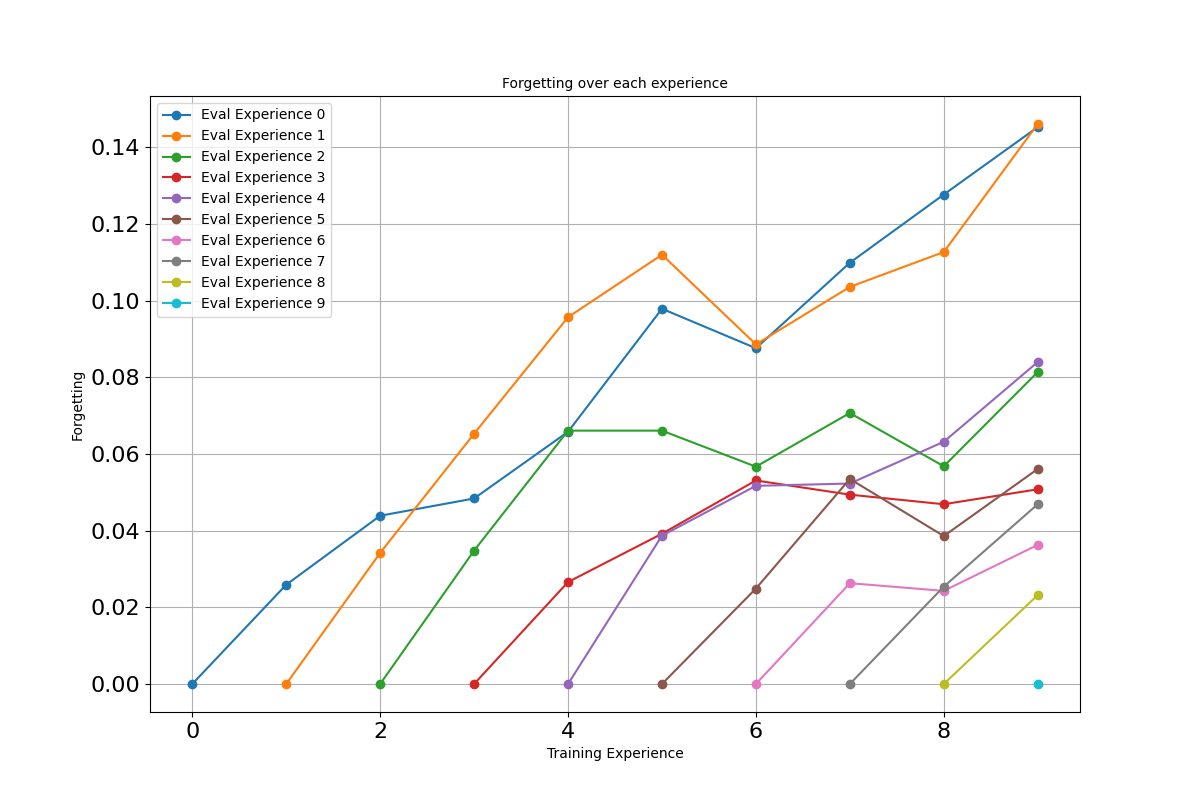 Forgetting over each experience
Eval Experience 0
Eval Experience 1
Eval Experience 2
Eval Experience 3
Eval Experience 4
Eval Experience 5
Eval Experience 6
Eval Experience 7
Eval Experience 8
Eval Experience 9
0.14
0.12
0.10
0.08
0.06
0.04
0.02
0.00
Forgetting
0 2 4 6 8
Training Experience